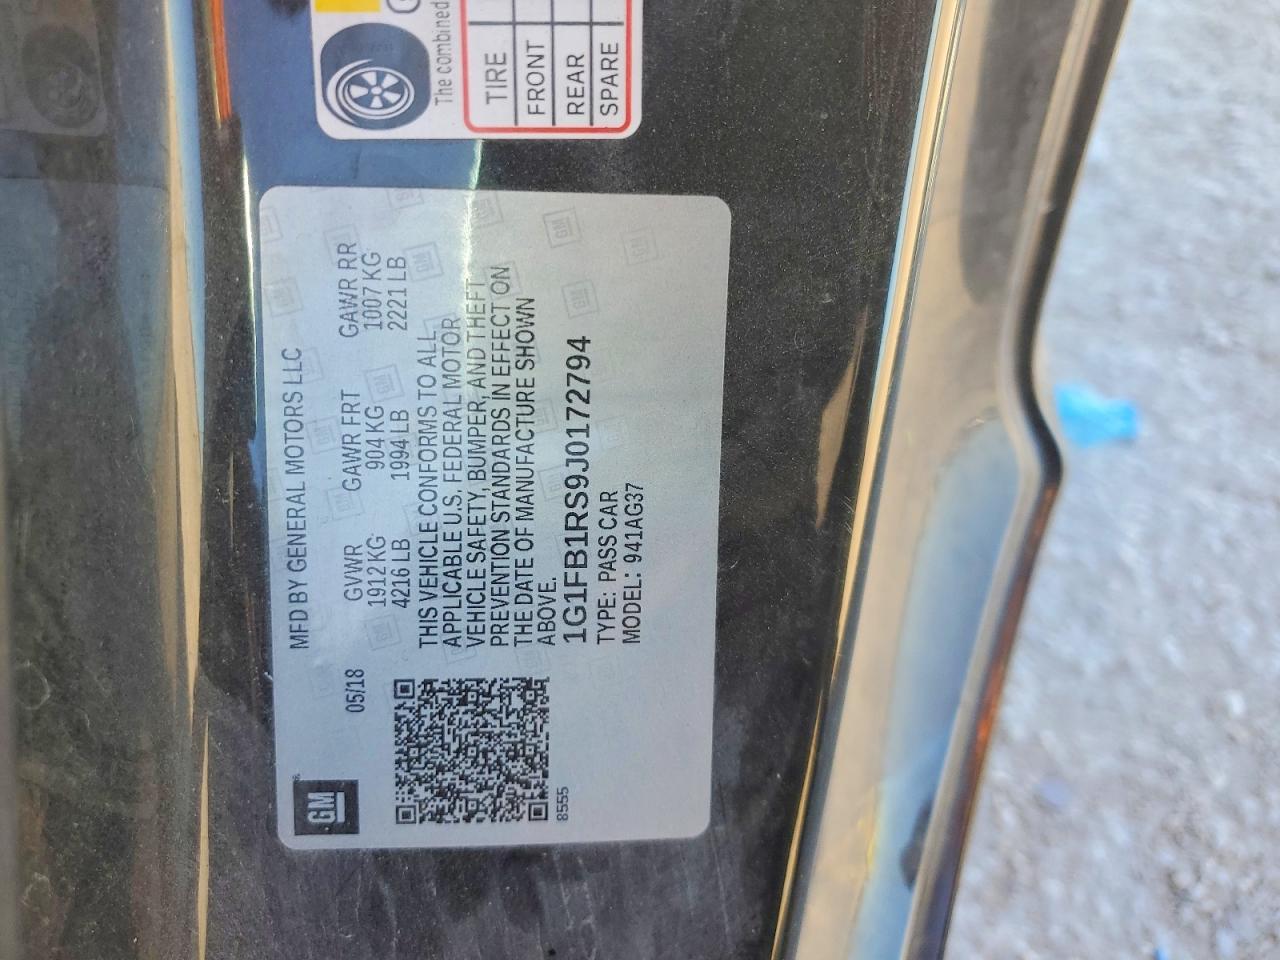 GM
MFD BY GENERAL MOTORS LLC
05/18 GVWR GAWR FRT GAWR RR
1912 KG 904 KG 1007 KG
4216 LB 1994 LB 2221 LB
THIS VEHICLE CONFORMS TO ALL
APPLICABLE U.S. FEDERAL MOTOR
VEHICLE SAFETY, BUMPER, AND THEFT
PREVENTION STANDARDS IN EFFECT ON
THE DATE OF MANUFACTURE SHOWN
ABOVE.
1G1FB1RS9J0172794
TYPE: PASS CAR
MODEL: 941AG37
8555
The combined
TIRE
FRONT
REAR
SPARE